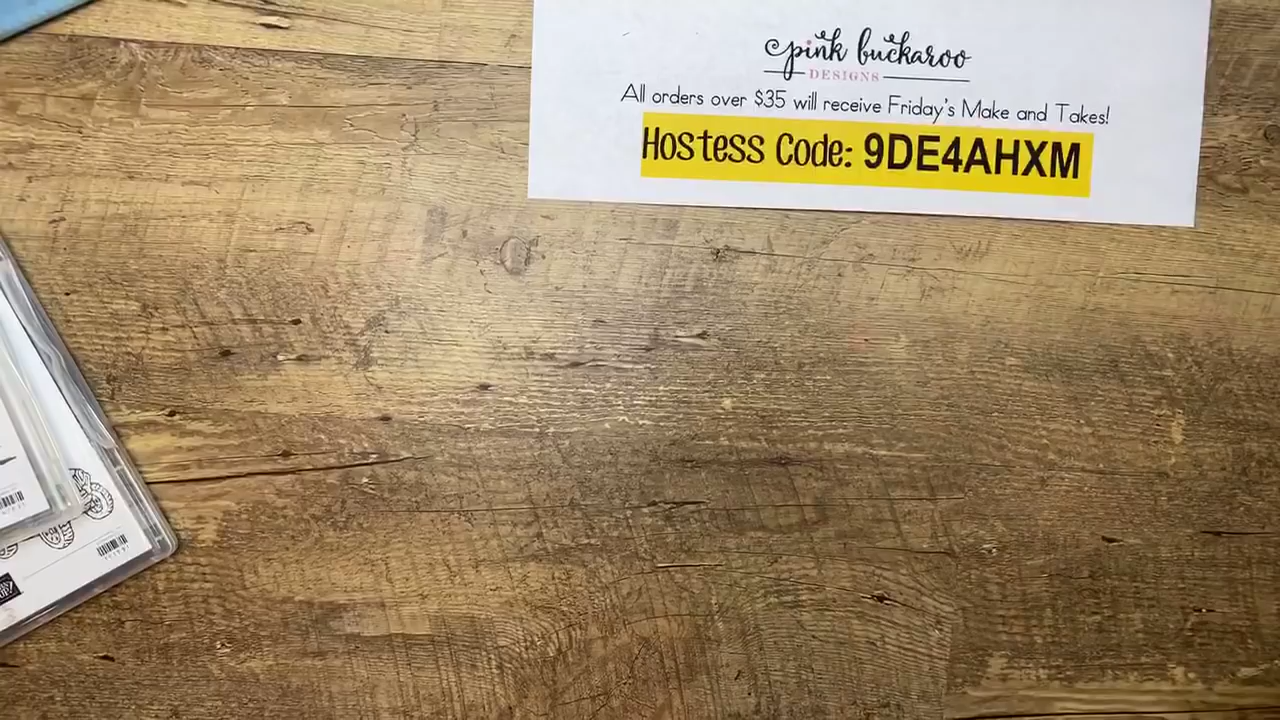 pink buckaroo
DESIGNS
All orders over $35 will receive Friday's Make and Takes!
Hostess Code: 9DE4AHXM